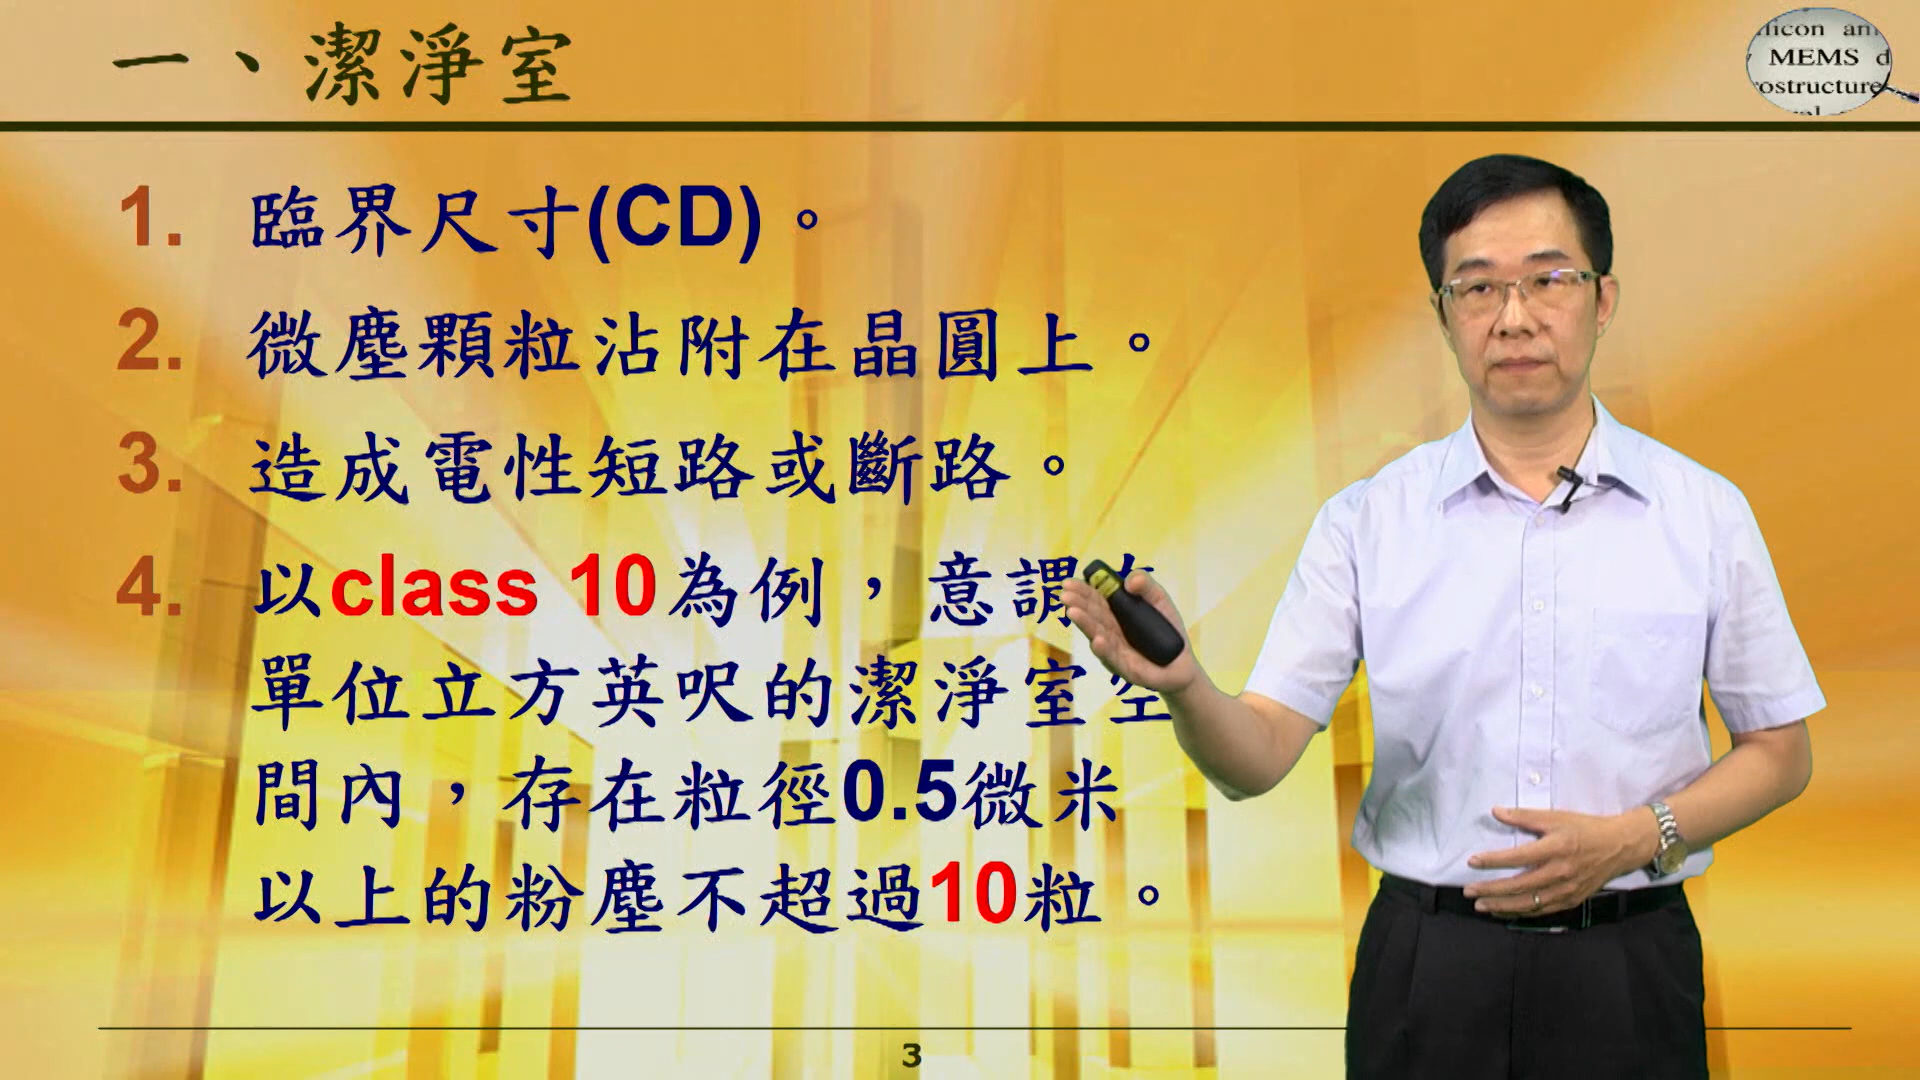 一、潔淨室
licon an
MEMS d
ostructure
1. 臨界尺寸(CD)。
2. 微塵顆粒沾附在晶圓上。
3. 造成電性短路或斷路。
4. 以class 10為例，意謂
單位立方英呎的潔淨室空
間內，存在粒徑0.5微米
以上的粉塵不超過10粒。
3